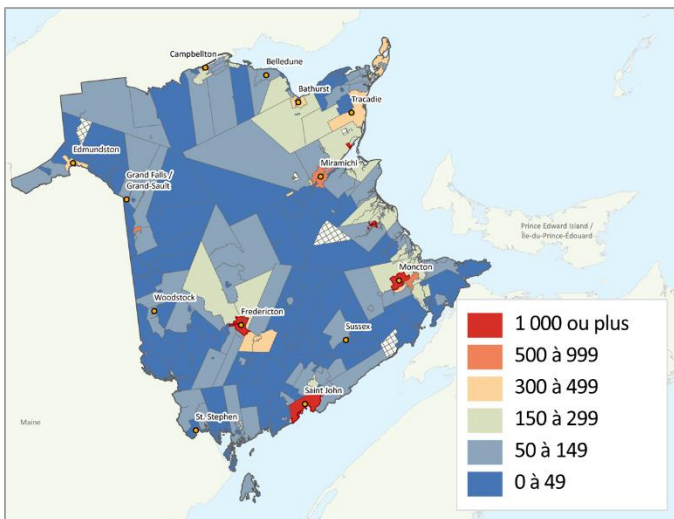 Campbellton
Belledune
Bathurst
Tracadie
Edmundston
Miramichi
Grand Falls /
Grand-Sault
Prince Edward Island /
Île-du-Prince-Édouard
Moncton
Woodstock
Fredericton
Sussex
Saint John
St. Stephen
Maine
1 000 ou plus
500 à 999
300 à 499
150 à 299
50 à 149
0 à 49